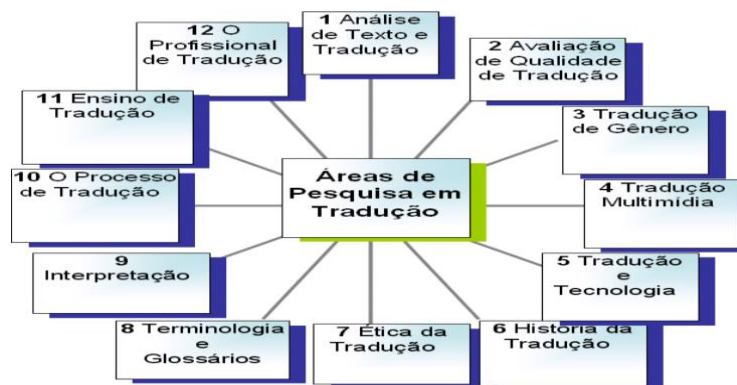 Áreas de
Pesquisa em
Tradução
1 Análise
de Texto e
Tradução
2 Avaliação
de Qualidade
de Tradução
3 Tradução
de Gênero
4 Tradução
Multimídia
5 Tradução
e
Tecnologia
6 História da
Tradução
7 Ética da
Tradução
8 Terminologia
e
Glossários
9
Interpretação
10 O Processo
de Tradução
11 Ensino de
Tradução
12 O
Profissional
de Tradução